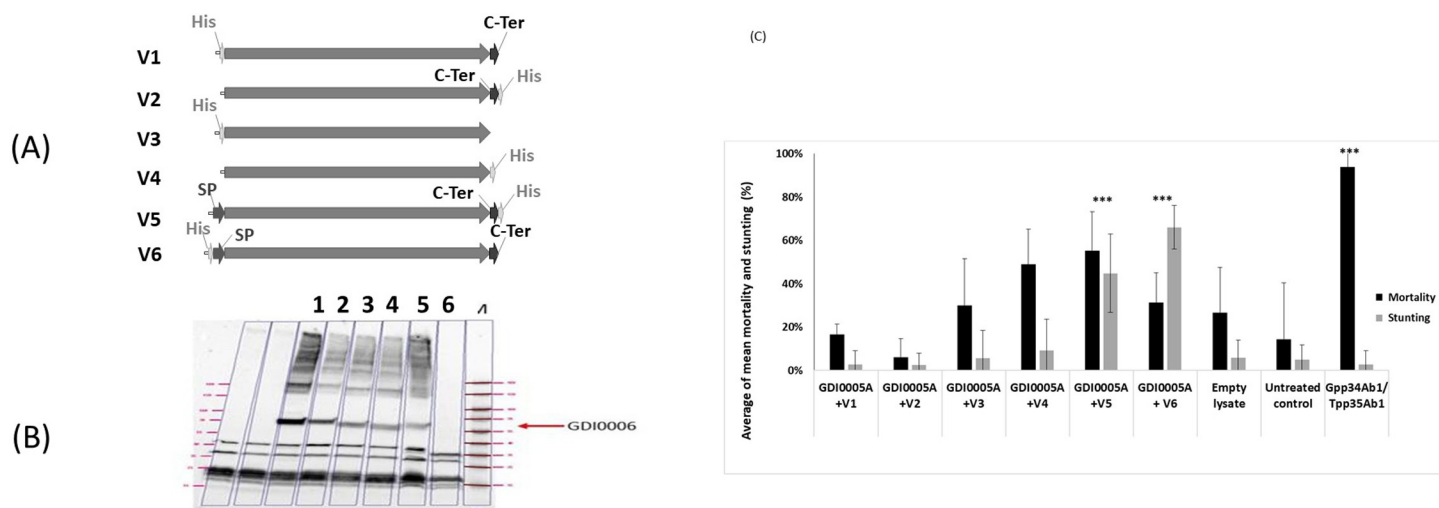 His
C-Ter
V1
C-Ter
His
V2
His
V3
His
V4
SP
C-Ter
His
V5
His
SP
C-Ter
V6
(A)
1 2 3 4 5 6
GDI0006
(B)
(C)
Average of mean mortality and stunting (%)
100%
80%
60%
40%
20%
0%
***
***
***
Mortality
Stunting
GDI0005A +V1
GDI0005A +V2
GDI0005A +V3
GDI0005A +V4
GDI0005A +V5
GDI0005A + V6
Empty lysate
Untreated control
Gpp34Ab1/ Tpp35Ab1